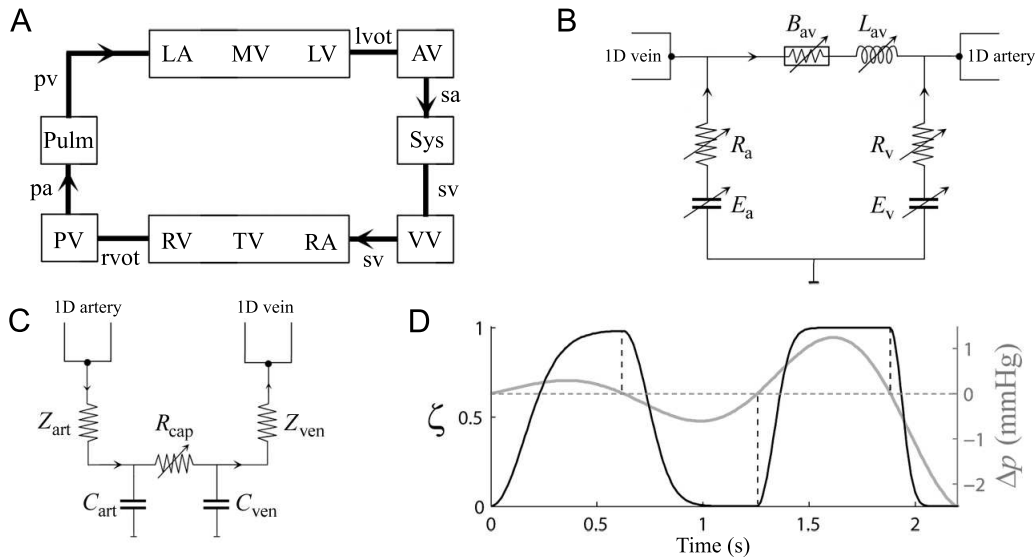 A
LA MV LV
lvot
AV
pv
sa
Pulm
Sys
pa
sv
PV
rvot
RV TV RA
sv
VV
B
1D vein
B_av
L_av
1D artery
R_a
R_v
E_a
E_v
C
1D artery
1D vein
Z_art
R_cap
Z_ven
C_art
C_ven
D
ζ
1
0.5
0
0 0.5 1 1.5 2
Time (s)
1
0
-1
-2
Δp (mmHg)